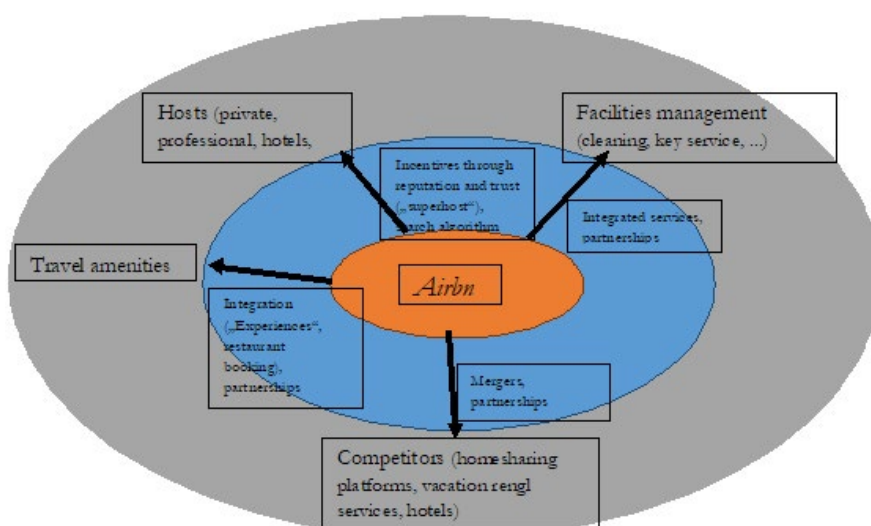 Hosts (private,
professional, hotels,
Facilities management
(cleaning, key service, ...)
Incentives through
reputation and trust
(„superhost“),
search algorithm
Integrated services,
partnerships
Travel amenities
Airbn
Integration
(„Experiences“,
restaurant
booking),
partnerships
Mergers,
partnerships
Competitors (homesharing
platforms, vacation rengl
services, hotels)